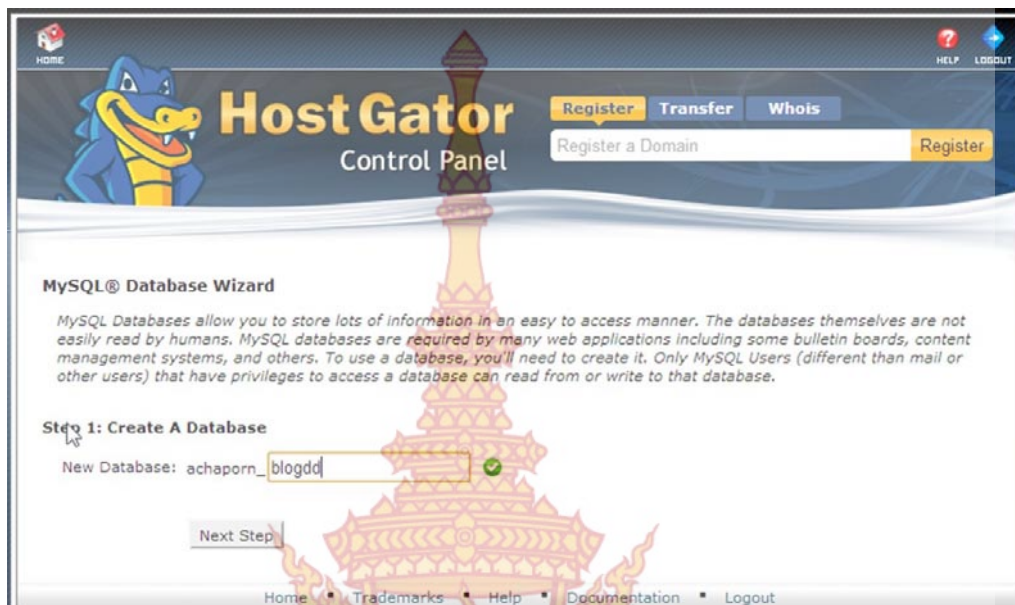 HOME
HELP LOGOUT
HostGator
Control Panel
Register Transfer Whois
Register a Domain Register
MySQL® Database Wizard
MySQL Databases allow you to store lots of information in an easy to access manner. The databases themselves are not
easily read by humans. MySQL databases are required by many web applications including some bulletin boards, content
management systems, and others. To use a database, you'll need to create it. Only MySQL Users (different than mail or
other users) that have privileges to access a database can read from or write to that database.
Step 1: Create A Database
New Database: achaporn_ blogdd
Next Step
Home ▪ Trademarks ▪ Help ▪ Documentation ▪ Logout